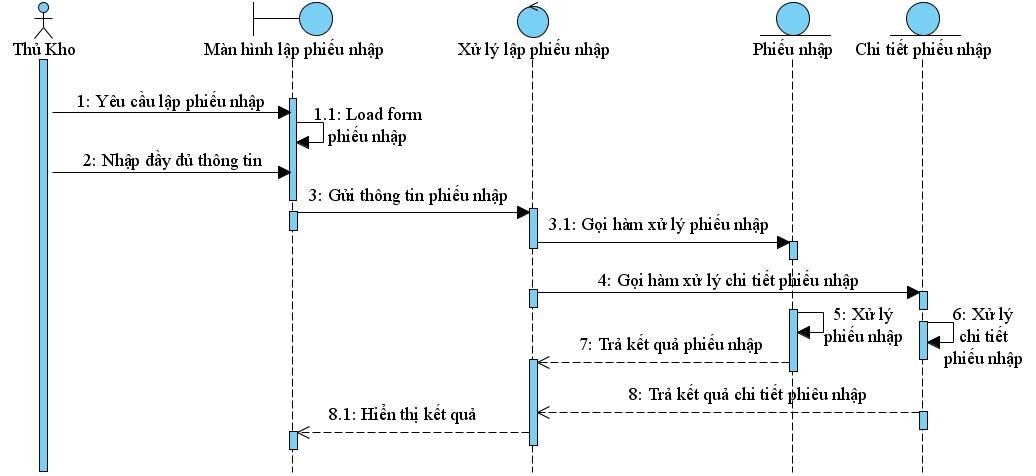 Thủ Kho
Màn hình lập phiếu nhập
Xử lý lập phiếu nhập
Phiếu nhập
Chi tiết phiếu nhập
1: Yêu cầu lập phiếu nhập
1.1: Load form
phiếu nhập
2: Nhập đầy đủ thông tin
3: Gửi thông tin phiếu nhập
3.1: Gọi hàm xử lý phiếu nhập
4: Gọi hàm xử lý chi tiết phiếu nhập
5: Xử lý
phiếu nhập
6: Xử lý
chi tiết
phiếu nhập
7: Trả kết quả phiếu nhập
8: Trả kết quả chi tiết phiêu nhập
8.1: Hiển thị kết quả